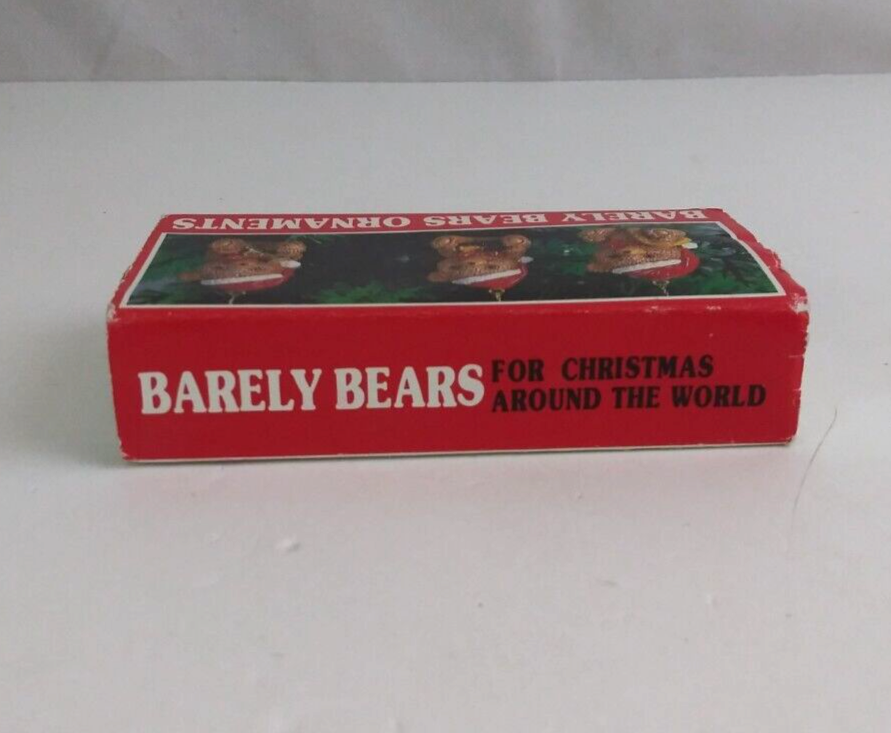 BARELY BEARS ORNAMENTS
BARELY BEARS FOR CHRISTMAS
AROUND THE WORLD